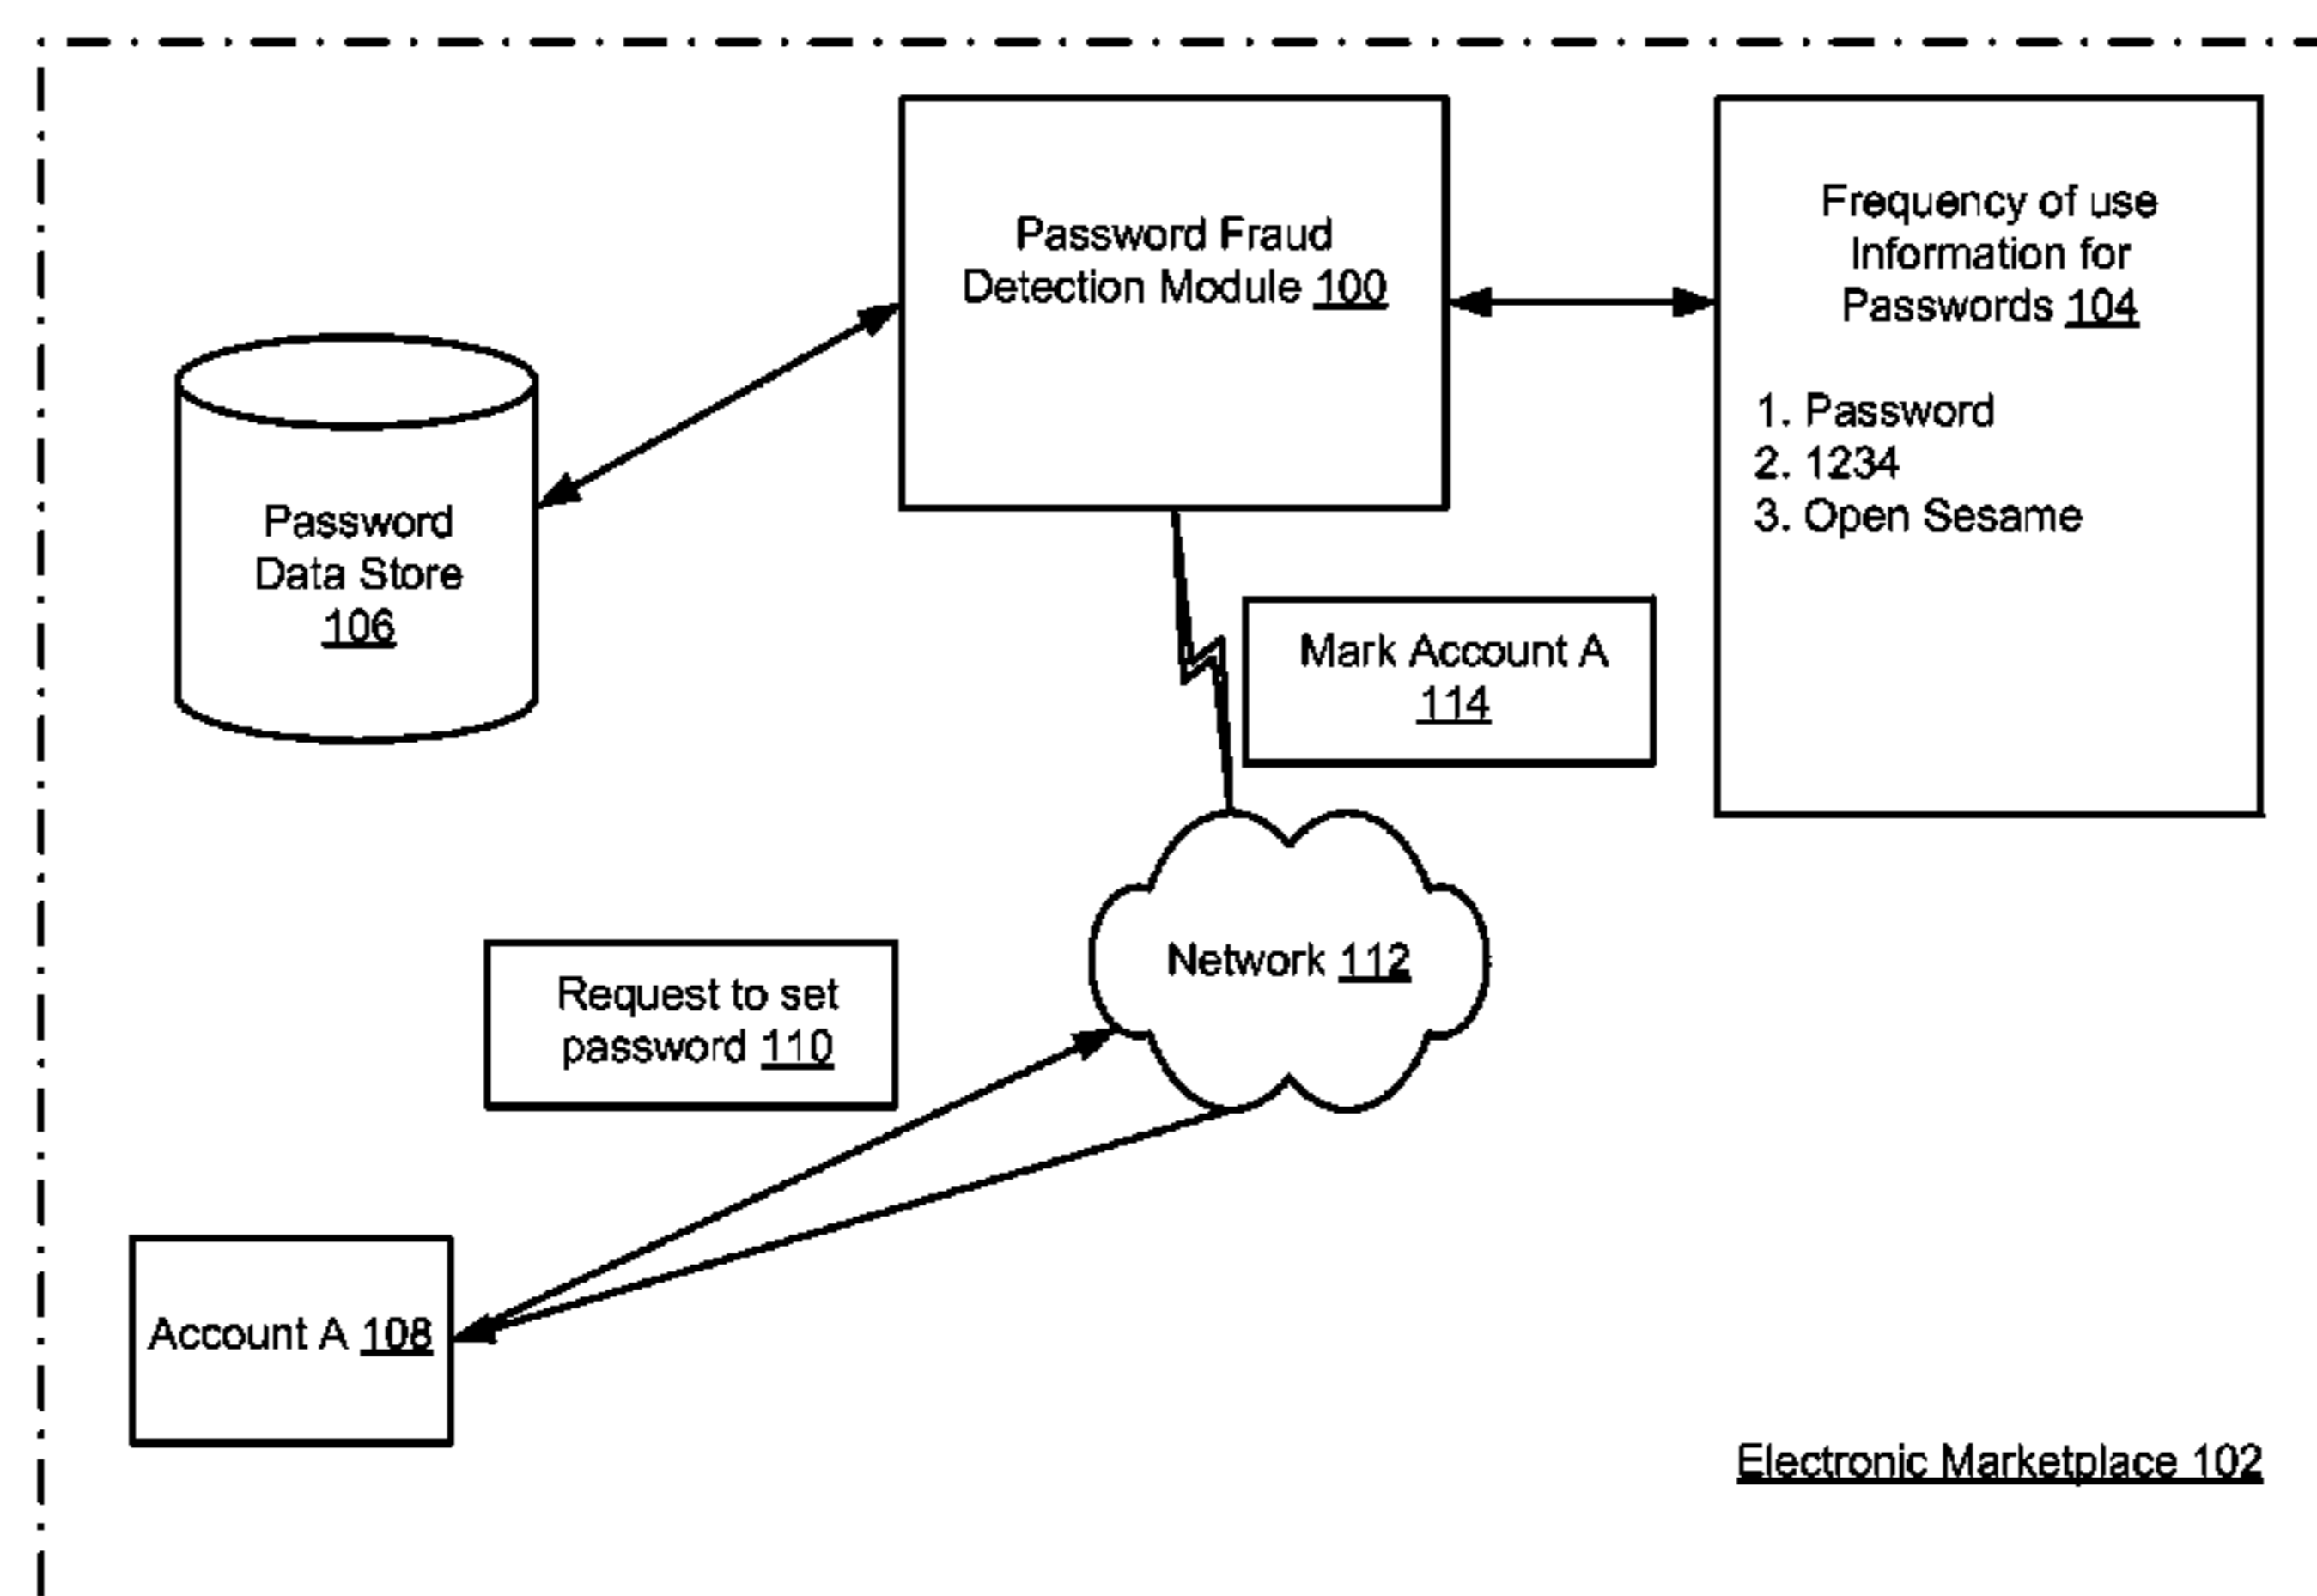 Password Fraud
Detection Module 100
Frequency of use
Information for
Passwords 104
1. Password
2. 1234
3. Open Sesame
Password
Data Store
106
Mark Account A
114
Network 112
Request to set
password 110
Account A 108
Electronic Marketplace 102